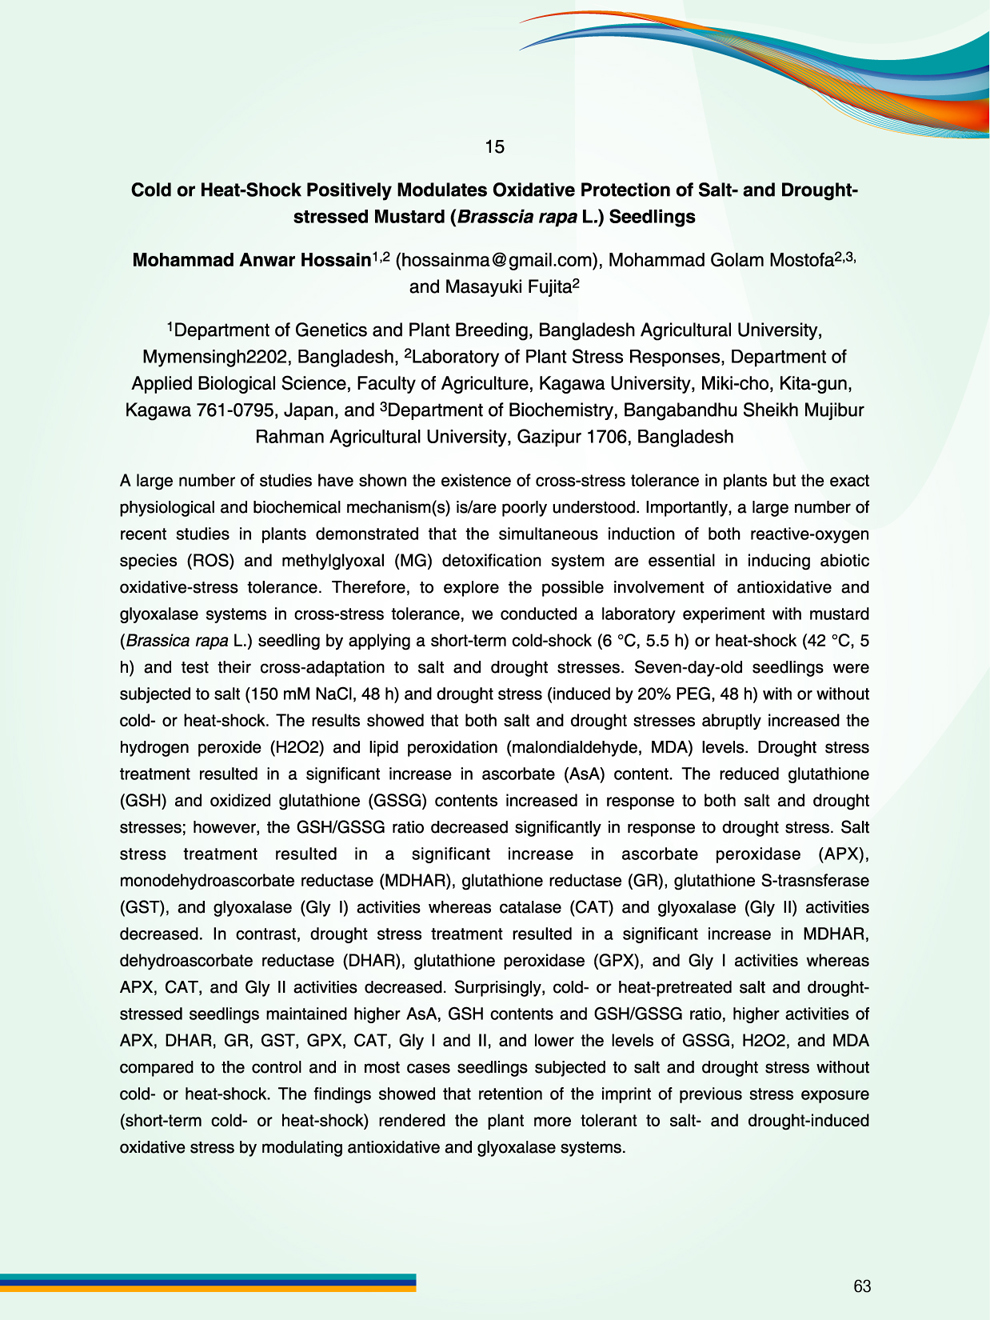 15
Cold or Heat-Shock Positively Modulates Oxidative Protection of Salt- and Drought-
stressed Mustard (Brasscia rapa L.) Seedlings
Mohammad Anwar Hossain1,2 (hossainma@gmail.com), Mohammad Golam Mostofa2,3,
and Masayuki Fujita2
1Department of Genetics and Plant Breeding, Bangladesh Agricultural University,
Mymensingh2202, Bangladesh, 2Laboratory of Plant Stress Responses, Department of
Applied Biological Science, Faculty of Agriculture, Kagawa University, Miki-cho, Kita-gun,
Kagawa 761-0795, Japan, and 3Department of Biochemistry, Bangabandhu Sheikh Mujibur
Rahman Agricultural University, Gazipur 1706, Bangladesh
A large number of studies have shown the existence of cross-stress tolerance in plants but the exact
physiological and biochemical mechanism(s) is/are poorly understood. Importantly, a large number of
recent studies in plants demonstrated that the simultaneous induction of both reactive-oxygen
species (ROS) and methylglyoxal (MG) detoxification system are essential in inducing abiotic
oxidative-stress tolerance. Therefore, to explore the possible involvement of antioxidative and
glyoxalase systems in cross-stress tolerance, we conducted a laboratory experiment with mustard
(Brassica rapa L.) seedling by applying a short-term cold-shock (6 °C, 5.5 h) or heat-shock (42 °C, 5
h) and test their cross-adaptation to salt and drought stresses. Seven-day-old seedlings were
subjected to salt (150 mM NaCl, 48 h) and drought stress (induced by 20% PEG, 48 h) with or without
cold- or heat-shock. The results showed that both salt and drought stresses abruptly increased the
hydrogen peroxide (H2O2) and lipid peroxidation (malondialdehyde, MDA) levels. Drought stress
treatment resulted in a significant increase in ascorbate (AsA) content. The reduced glutathione
(GSH) and oxidized glutathione (GSSG) contents increased in response to both salt and drought
stresses; however, the GSH/GSSG ratio decreased significantly in response to drought stress. Salt
stress treatment resulted in a significant increase in ascorbate peroxidase (APX),
monodehydroascorbate reductase (MDHAR), glutathione reductase (GR), glutathione S-trasnsferase
(GST), and glyoxalase (Gly I) activities whereas catalase (CAT) and glyoxalase (Gly II) activities
decreased. In contrast, drought stress treatment resulted in a significant increase in MDHAR,
dehydroascorbate reductase (DHAR), glutathione peroxidase (GPX), and Gly I activities whereas
APX, CAT, and Gly II activities decreased. Surprisingly, cold- or heat-pretreated salt and drought-
stressed seedlings maintained higher AsA, GSH contents and GSH/GSSG ratio, higher activities of
APX, DHAR, GR, GST, GPX, CAT, Gly I and II, and lower the levels of GSSG, H2O2, and MDA
compared to the control and in most cases seedlings subjected to salt and drought stress without
cold- or heat-shock. The findings showed that retention of the imprint of previous stress exposure
(short-term cold- or heat-shock) rendered the plant more tolerant to salt- and drought-induced
oxidative stress by modulating antioxidative and glyoxalase systems.
63